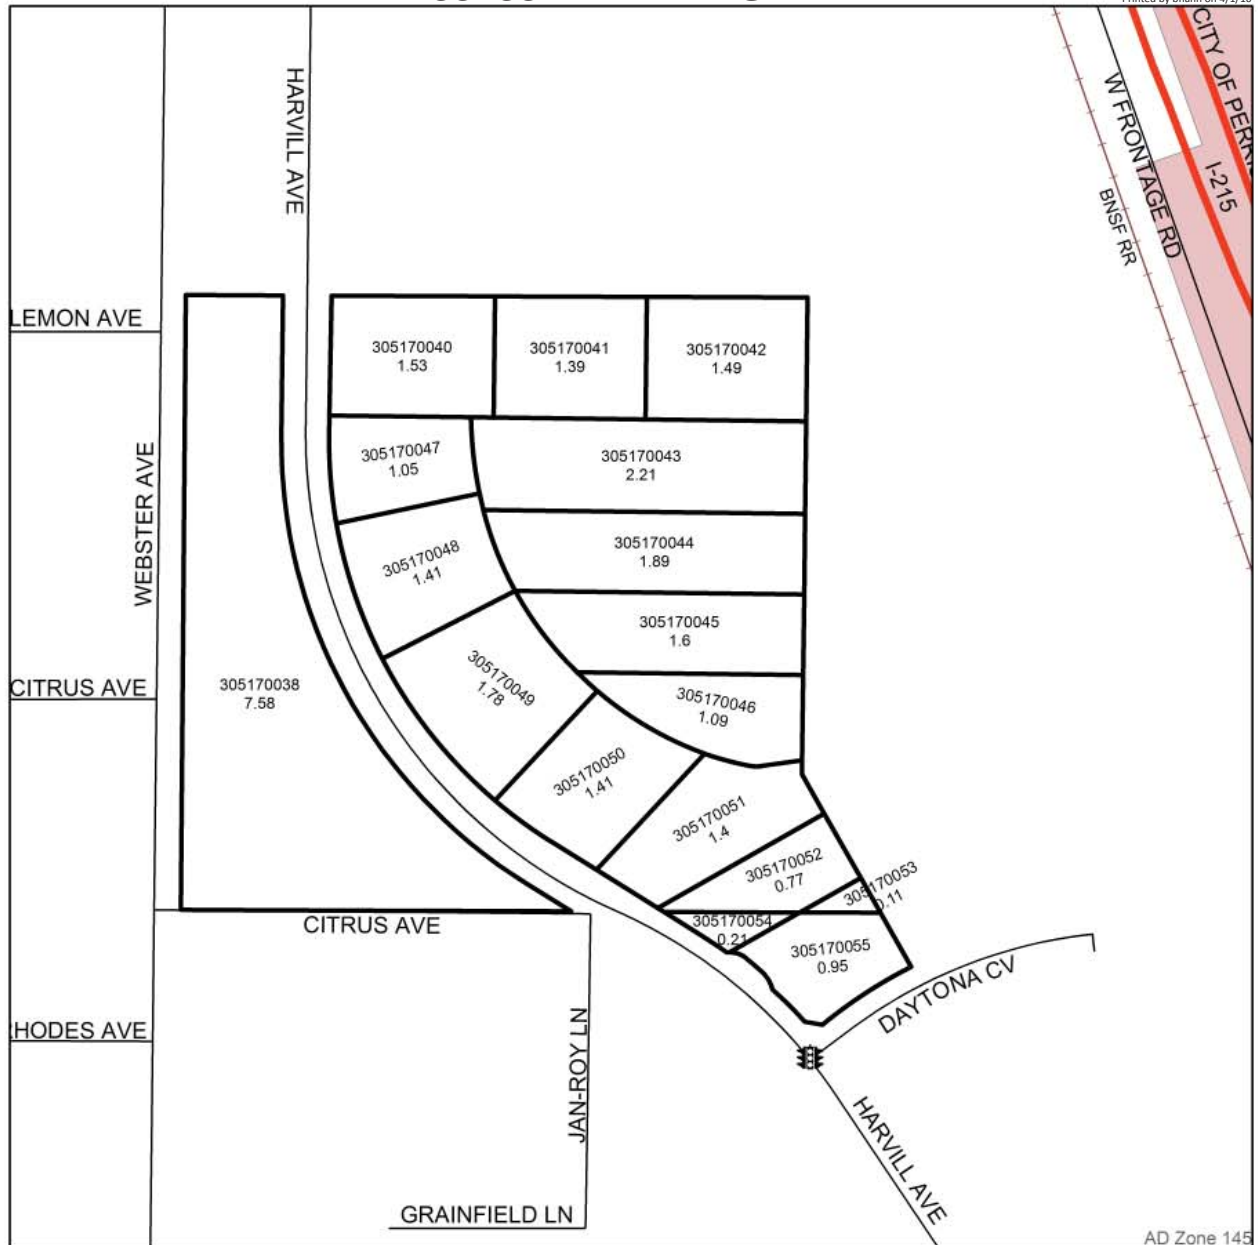 HARVILL AVE
CITY OF PERRIS
W FRONTAGE RD
I-215
BNSF RR
LEMON AVE
305170040
1.53
305170041
1.39
305170042
1.49
305170047
1.05
305170043
2.21
WEBSTER AVE
305170048
1.41
305170044
1.89
305170045
1.6
305170049
1.78
CITRUS AVE
305170038
7.58
305170046
1.09
305170050
1.41
305170051
1.4
305170052
0.77
305170053
0.11
CITRUS AVE
305170054
0.21
305170055
0.95
DAYTONA CV
RHODES AVE
JAN-ROY LN
HARVILL AVE
GRAINFIELD LN
AD Zone 145